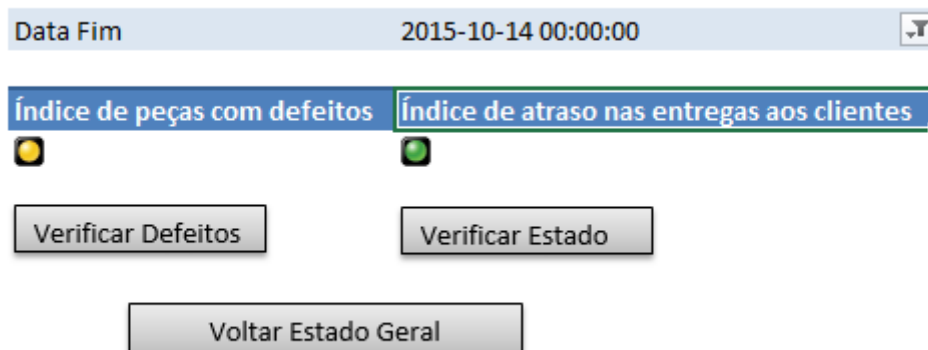 Data Fim 2015-10-14 00:00:00
Índice de peças com defeitos Índice de atraso nas entregas aos clientes
Verificar Defeitos Verificar Estado
Voltar Estado Geral